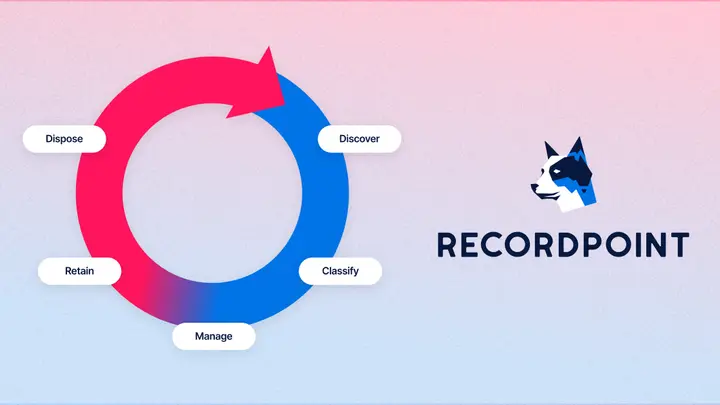 Dispose
Discover
Retain
Classify
Manage
RECORDPOINT